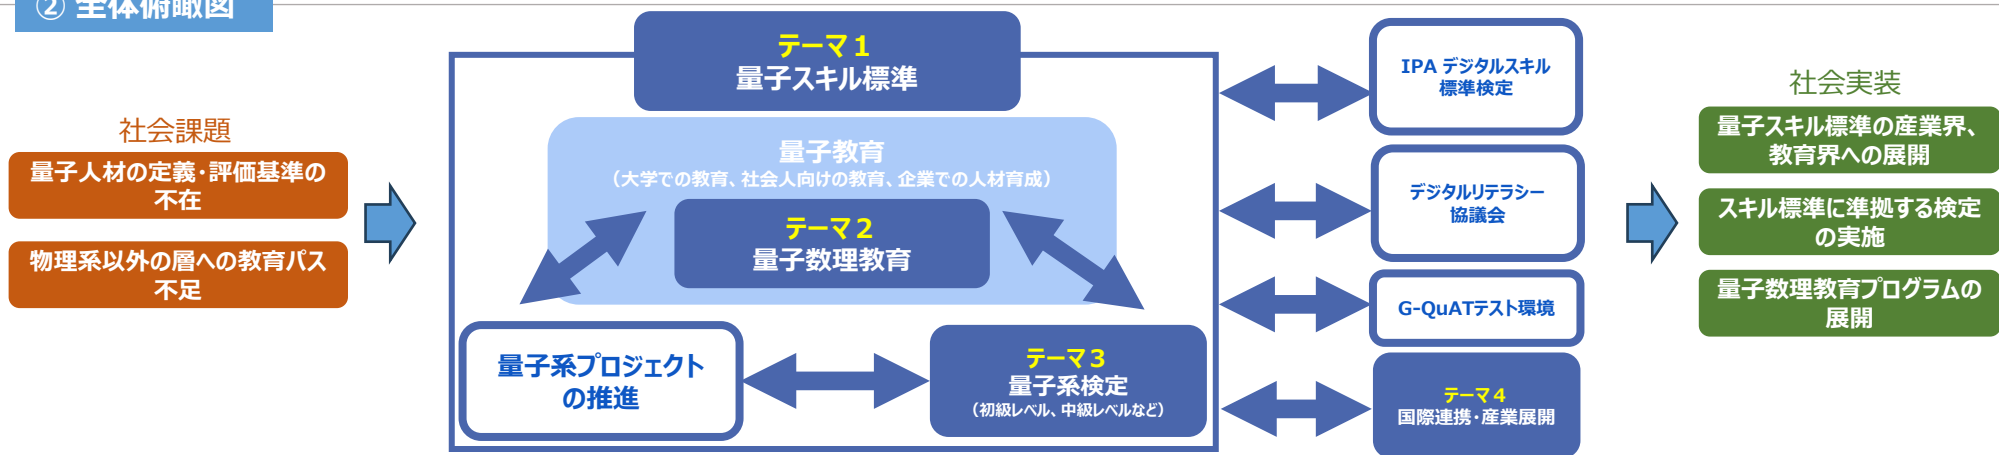 ② 全体俯瞰図
社会課題
量子人材の定義・評価基準の
不在
物理系以外の層への教育パス
不足
テーマ１
量子スキル標準
量子教育
（大学での教育、社会人向けの教育、企業での人材育成）
テーマ２
量子数理教育
量子系プロジェクト
の推進
テーマ３
量子系検定
（初級レベル、中級レベルなど）
IPA デジタルスキル
標準検定
デジタルリテラシー
協議会
G-QuATテスト環境
テーマ４
国際連携・産業展開
社会実装
量子スキル標準の産業界、
教育界への展開
スキル標準に準拠する検定
の実施
量子数理教育プログラムの
展開